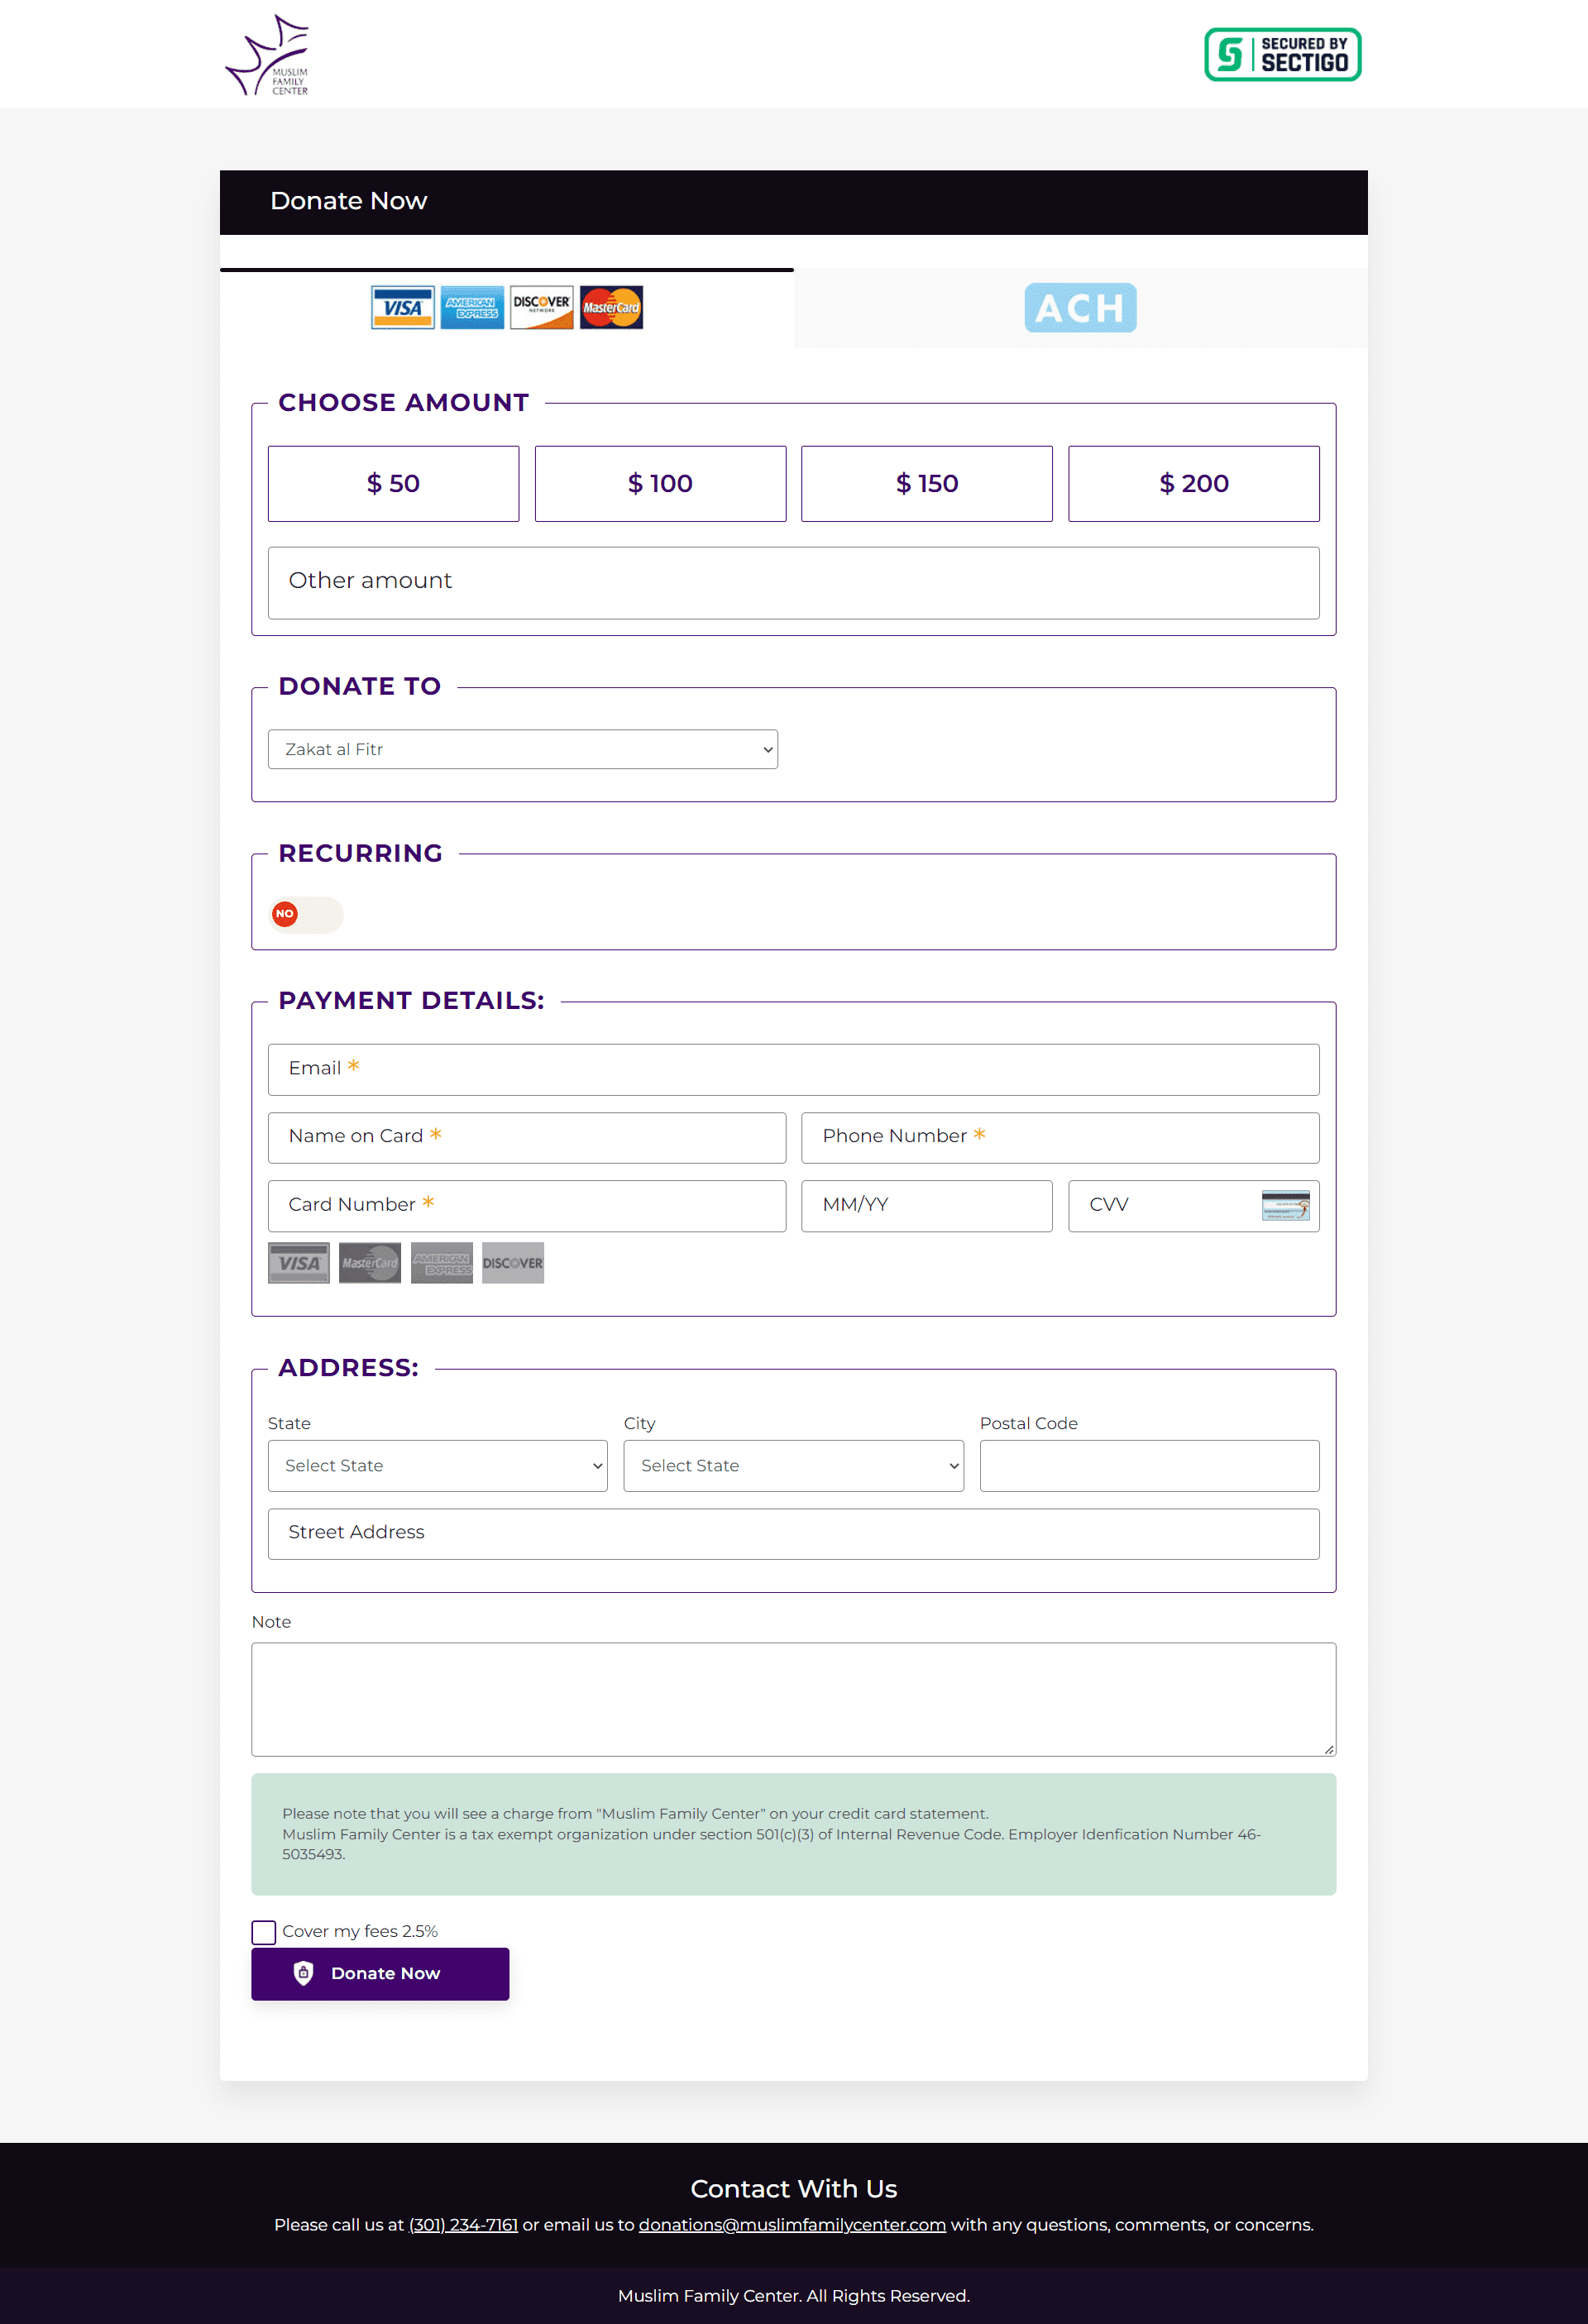 MUSLIM
FAMILY
CENTER
SECURED BY
SECTIGO
Donate Now
VISA
AMERICAN
EXPRESS
DISCOVER
NETWORK
MasterCard
ACH
CHOOSE AMOUNT
$ 50
$ 100
$ 150
$ 200
Other amount
DONATE TO
Zakat al Fitr
RECURRING
NO
PAYMENT DETAILS:
Email *
Name on Card *
Phone Number *
Card Number *
MM/YY
CVV
VISA
MasterCard
AMERICAN
EXPRESS
DISCOVER
ADDRESS:
State
City
Postal Code
Select State
Select State
Street Address
Note
Please note that you will see a charge from "Muslim Family Center" on your credit card statement.
Muslim Family Center is a tax exempt organization under section 501(c)(3) of Internal Revenue Code. Employer Idenfication Number 46-
5035493.
Cover my fees 2.5%
Donate Now
Contact With Us
Please call us at (301) 234-7161 or email us to donations@muslimfamilycenter.com with any questions, comments, or concerns.
Muslim Family Center. All Rights Reserved.